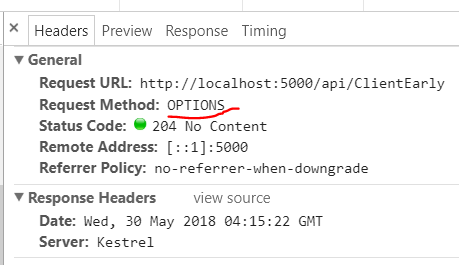 Headers Preview Response Timing
General
Request URL: http://localhost:5000/api/ClientEarly
Request Method: OPTIONS
Status Code: 204 No Content
Remote Address: [::1]:5000
Referrer Policy: no-referrer-when-downgrade
Response Headers view source
Date: Wed, 30 May 2018 04:15:22 GMT
Server: Kestrel